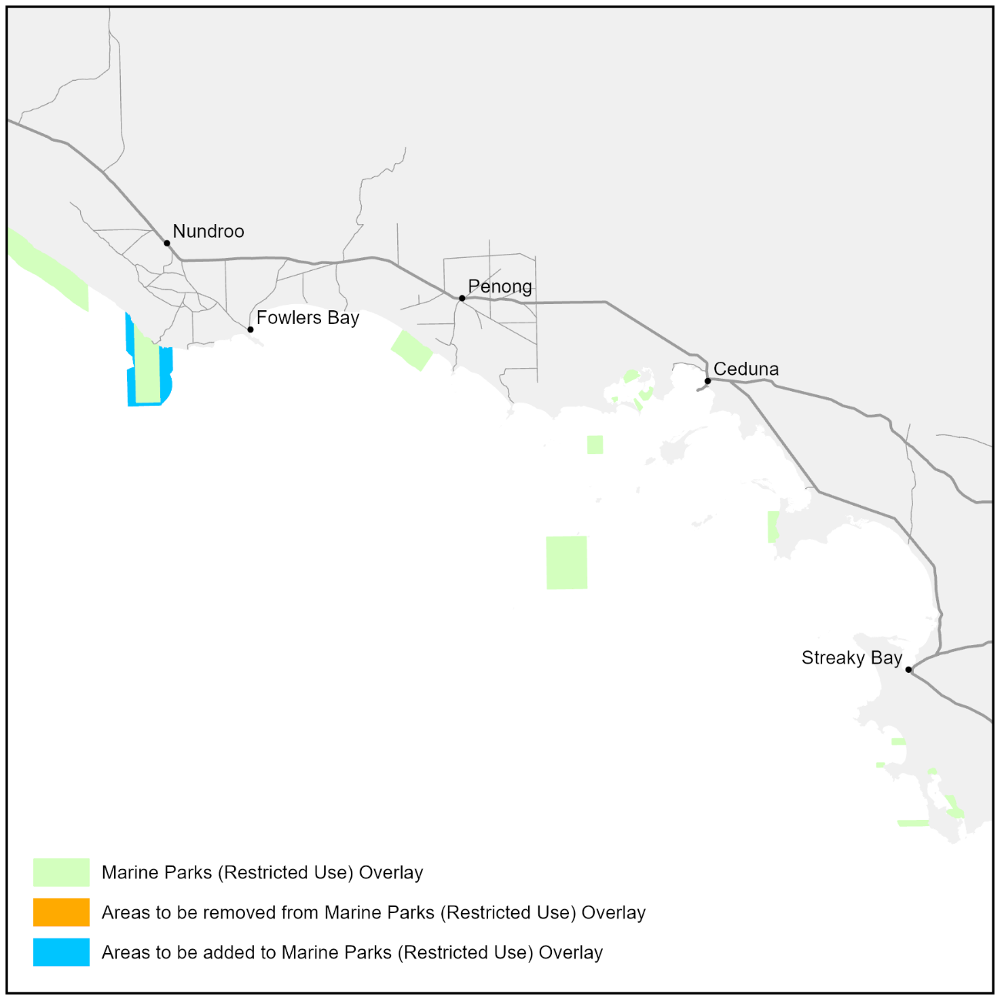 Nundroo
Penong
Fowlers Bay
Ceduna
Streaky Bay
Marine Parks (Restricted Use) Overlay
Areas to be removed from Marine Parks (Restricted Use) Overlay
Areas to be added to Marine Parks (Restricted Use) Overlay